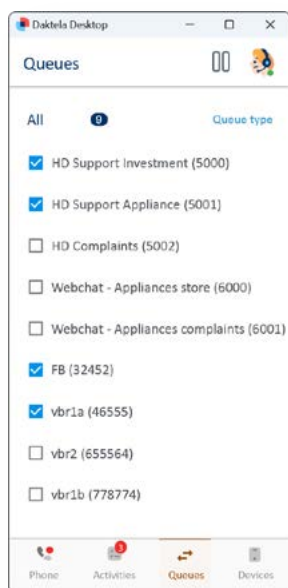 Daktela Desktop
Queues
All 9 Queue type
HD Support Investment (5000)
HD Support Appliance (5001)
HD Complaints (5002)
Webchat - Appliances store (6000)
Webchat - Appliances complaints (6001)
FB (32452)
vbr1a (46555)
vbr2 (655564)
vbr1b (778774)
3
Phone Activities Queues Devices